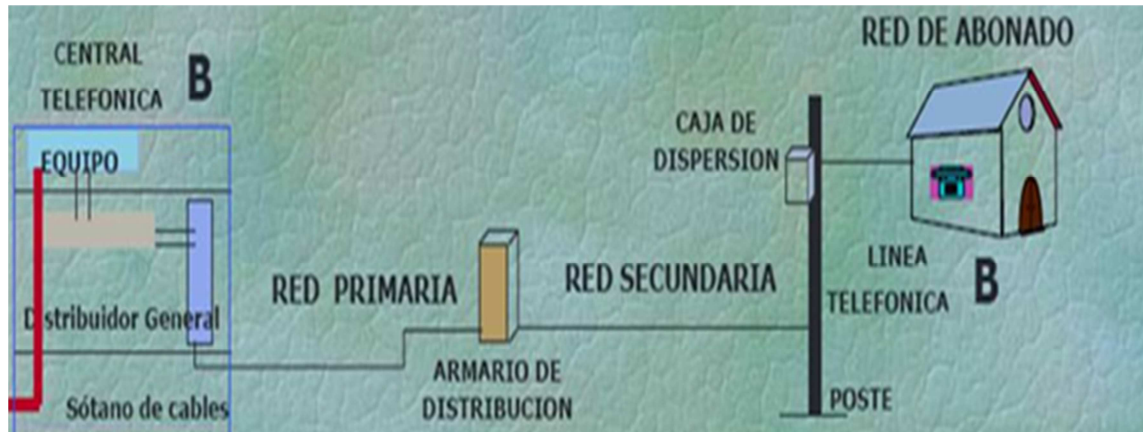 CENTRAL
TELEFONICA
B
EQUIPO
Distribuidor General
Sótano de cables
RED PRIMARIA
ARMARIO DE
DISTRIBUCION
RED SECUNDARIA
CAJA DE
DISPERSION
RED DE ABONADO
LINEA
TELEFONICA
B
POSTE